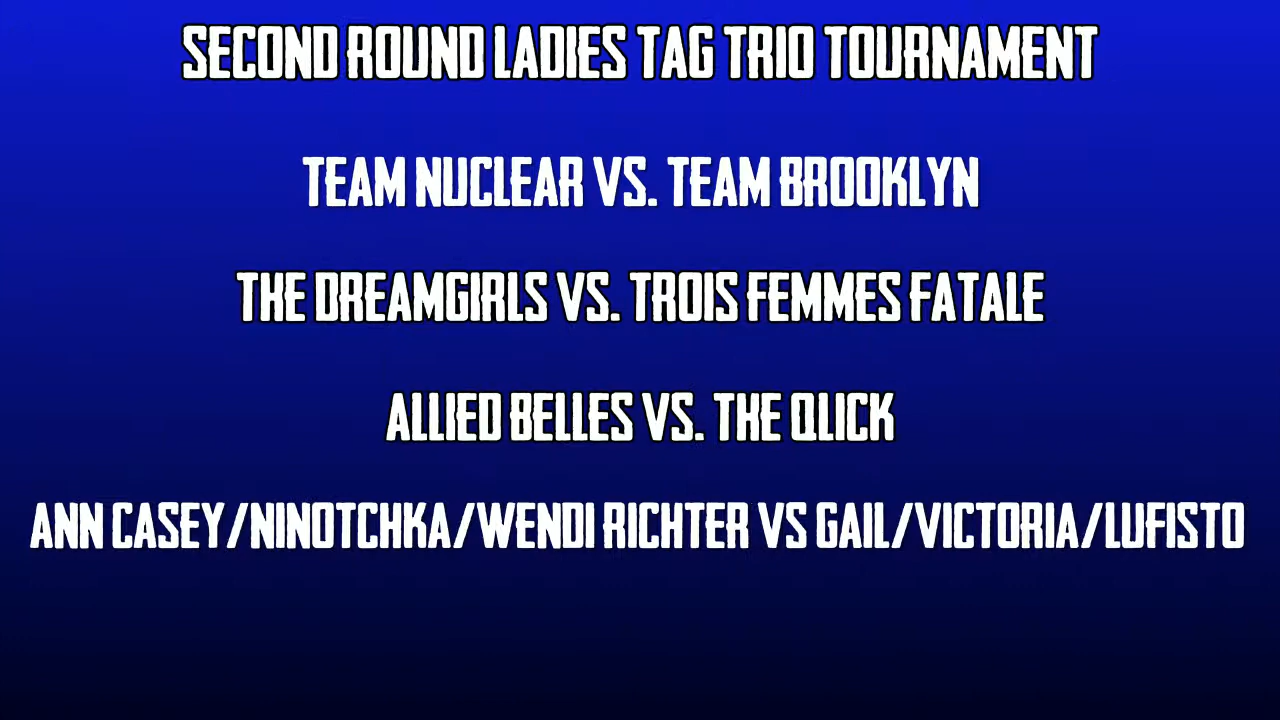 SECOND ROUND LADIES TAG TRIO TOURNAMENT
TEAM NUCLEAR VS. TEAM BROOKLYN
THE DREAMGIRLS VS. TROIS FEMMES FATALE
ALLIED BELLES VS. THE QLICK
ANN CASEY/NINOTCHKA/WENDI RICHTER VS GAIL/VICTORIA/LUFISTO